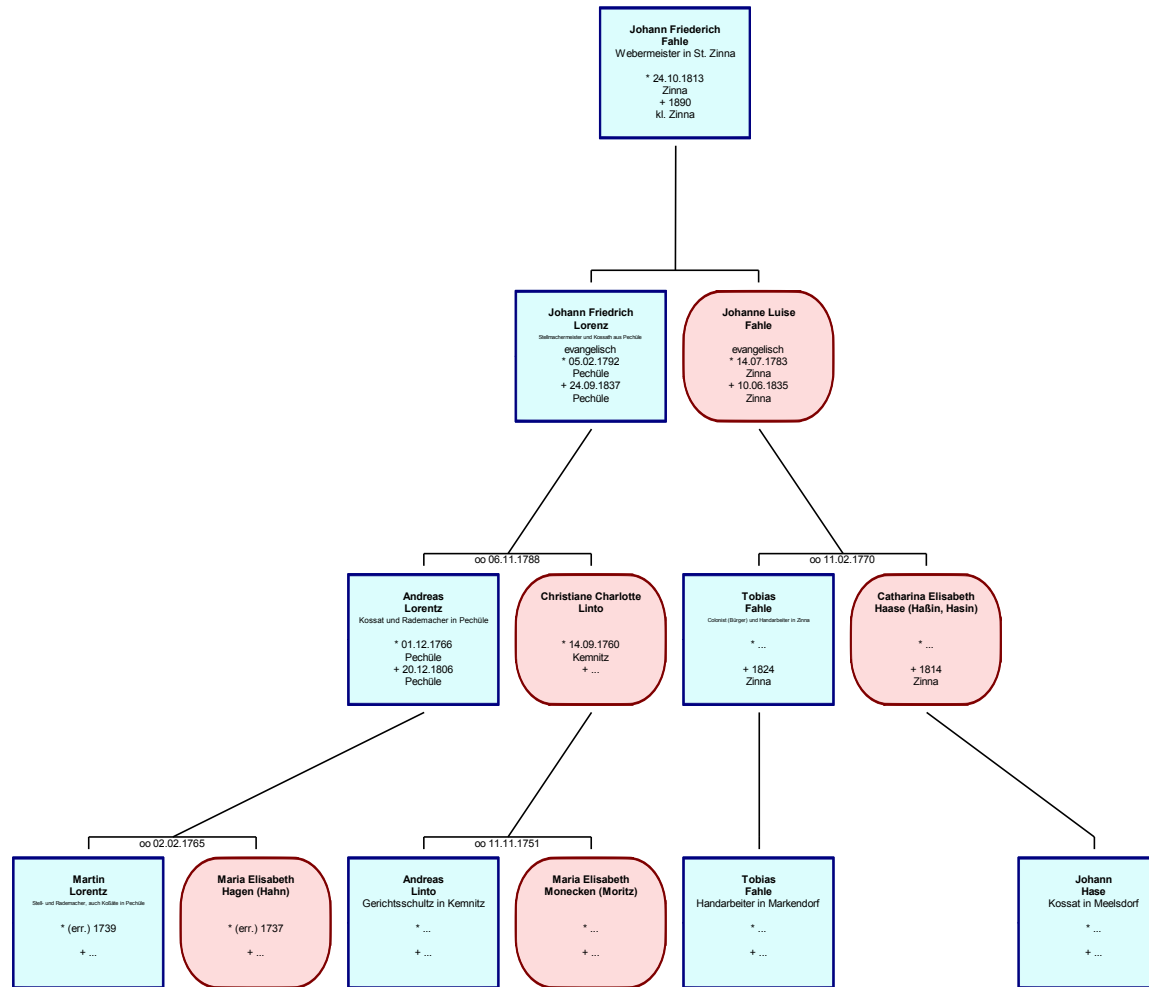 Johann Friederich
Fahle
Webermeister in St. Zinna
* 24.10.1813
Zinna
+ 1890
kl. Zinna
Johann Friedrich
Lorenz
Stellmachermeister und Kossath aus Pechüle
evangelisch
* 05.02.1792
Pechüle
+ 24.09.1837
Pechüle
Johanne Luise
Fahle
evangelisch
* 14.07.1783
Zinna
+ 10.06.1835
Zinna
oo 06.11.1788
oo 11.02.1770
Andreas
Lorentz
Kossat und Rademacher in Pechüle
* 01.12.1766
Pechüle
+ 20.12.1806
Pechüle
Christiane Charlotte
Linto
* 14.09.1760
Kemnitz
+ ...
Tobias
Fahle
Colonist (Bürger) und Handarbeiter in Zinna
* ...
+ 1824
Zinna
Catharina Elisabeth
Haase (Haßin, Hasin)
* ...
+ 1814
Zinna
oo 02.02.1765
oo 11.11.1751
Martin
Lorentz
Stell- und Rademacher, auch Koßäte in Pechüle
* (err.) 1739
+ ...
Maria Elisabeth
Hagen (Hahn)
* (err.) 1737
+ ...
Andreas
Linto
Gerichtsschultz in Kemnitz
* ...
+ ...
Maria Elisabeth
Monecken (Moritz)
* ...
+ ...
Tobias
Fahle
Handarbeiter in Markendorf
* ...
+ ...
Johann
Hase
Kossat in Meelsdorf
* ...
+ ...